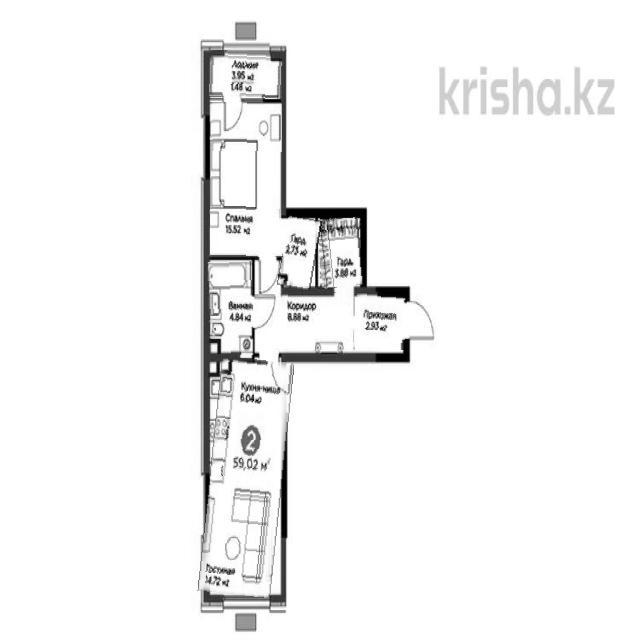 krisha.kz
Лоджия
3.95 м²
1.48 м²
Спальня
15.52 м²
Гард.
2.73 м²
Гард.
3.88 м²
Ванная
4.84 м²
Коридор
8.88 м²
Прихожая
2.93 м²
Кухня-ниша
6.04 м²
2
59,02 м²
Гостиная
14.72 м²